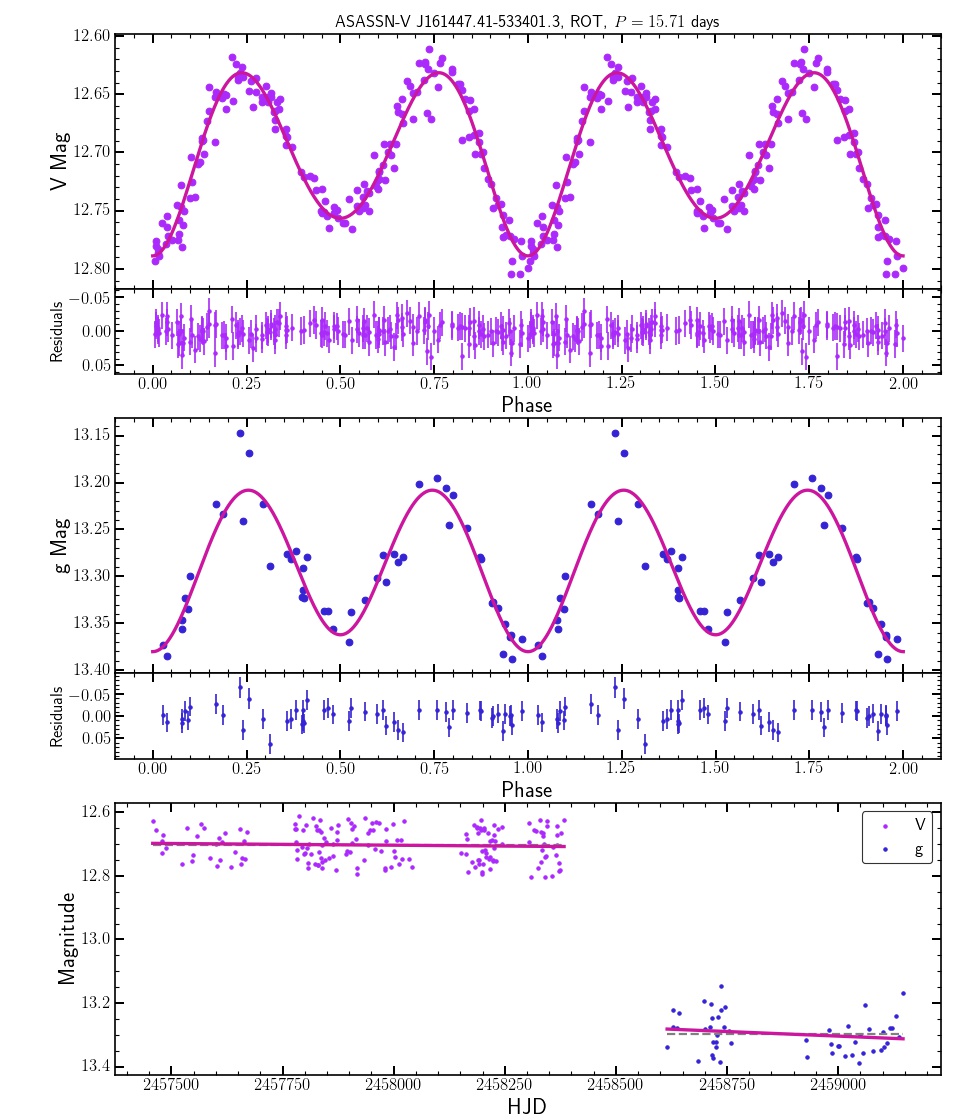 ASASSN-V J161447.41-533401.3, ROT, P = 15.71 days
12.60
12.65
12.70
12.75
12.80
V Mag
−0.05
0.00
0.05
Residuals
0.00 0.25 0.50 0.75 1.00 1.25 1.50 1.75 2.00
Phase
13.15
13.20
13.25
13.30
13.35
13.40
g Mag
−0.05
0.00
0.05
Residuals
0.00 0.25 0.50 0.75 1.00 1.25 1.50 1.75 2.00
Phase
12.6
12.8
13.0
13.2
13.4
Magnitude
V
g
2457500 2457750 2458000 2458250 2458500 2458750 2459000
HJD